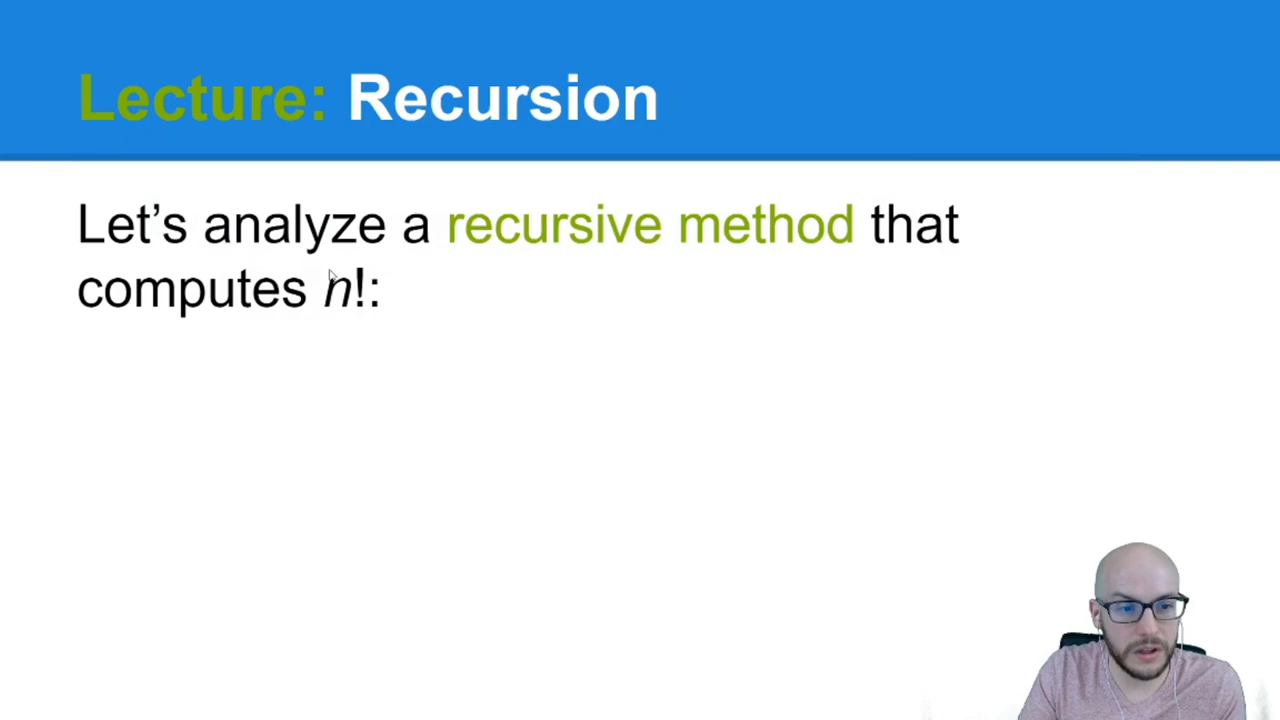 Lecture: Recursion
Let’s analyze a recursive method that
computes n!: